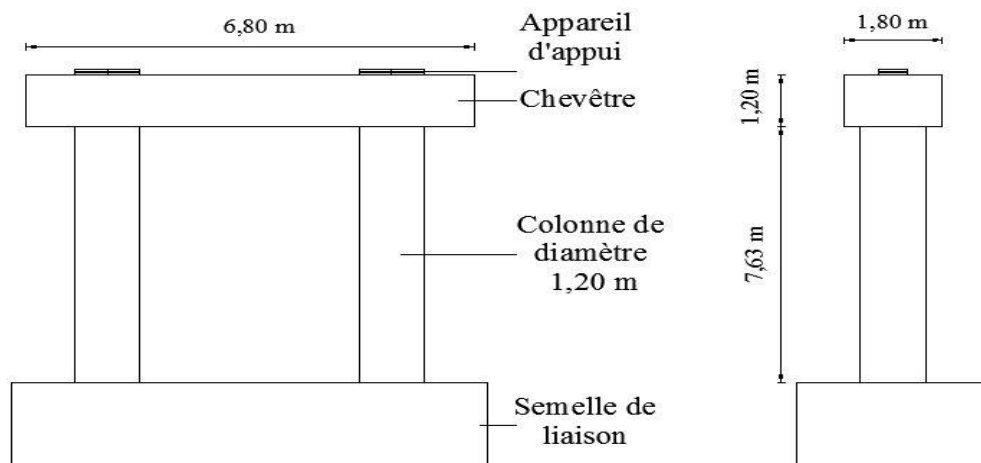 6,80 m
Appareil
d'appui
Chevêtre
Colonne de
diamètre
1,20 m
Semelle de
liaison
1,80 m
1,20 m
7,63 m